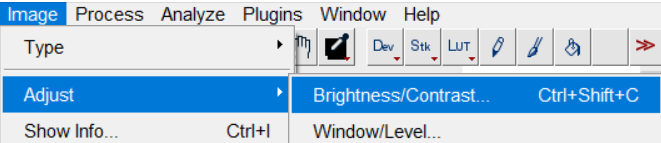 Image Process Analyze Plugins Window Help
Type Dev Stk LUT
Adjust Brightness/Contrast... Ctrl+Shift+C
Show Info... Ctrl+I Window/Level...